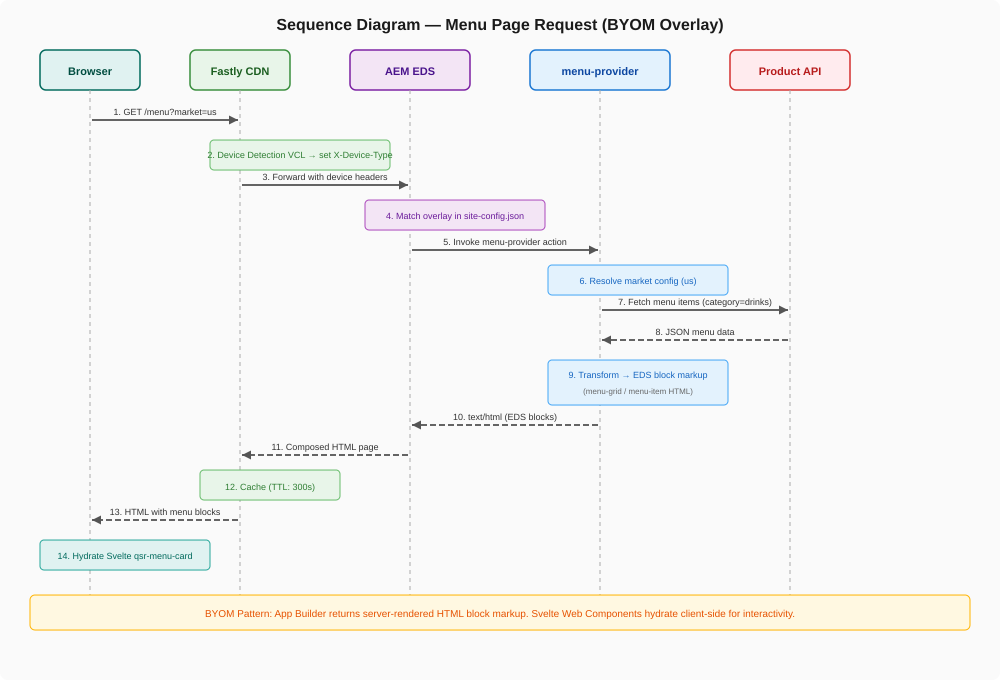 Sequence Diagram — Menu Page Request (BYOM Overlay)
Browser
Fastly CDN
AEM EDS
menu-provider
Product API
1. GET /menu?market=us
2. Device Detection VCL → set X-Device-Type
3. Forward with device headers
4. Match overlay in site-config.json
5. Invoke menu-provider action
6. Resolve market config (us)
7. Fetch menu items (category=drinks)
8. JSON menu data
9. Transform → EDS block markup
(menu-grid / menu-item HTML)
10. text/html (EDS blocks)
11. Composed HTML page
12. Cache (TTL: 300s)
13. HTML with menu blocks
14. Hydrate Svelte qsr-menu-card
BYOM Pattern: App Builder returns server-rendered HTML block markup. Svelte Web Components hydrate client-side for interactivity.